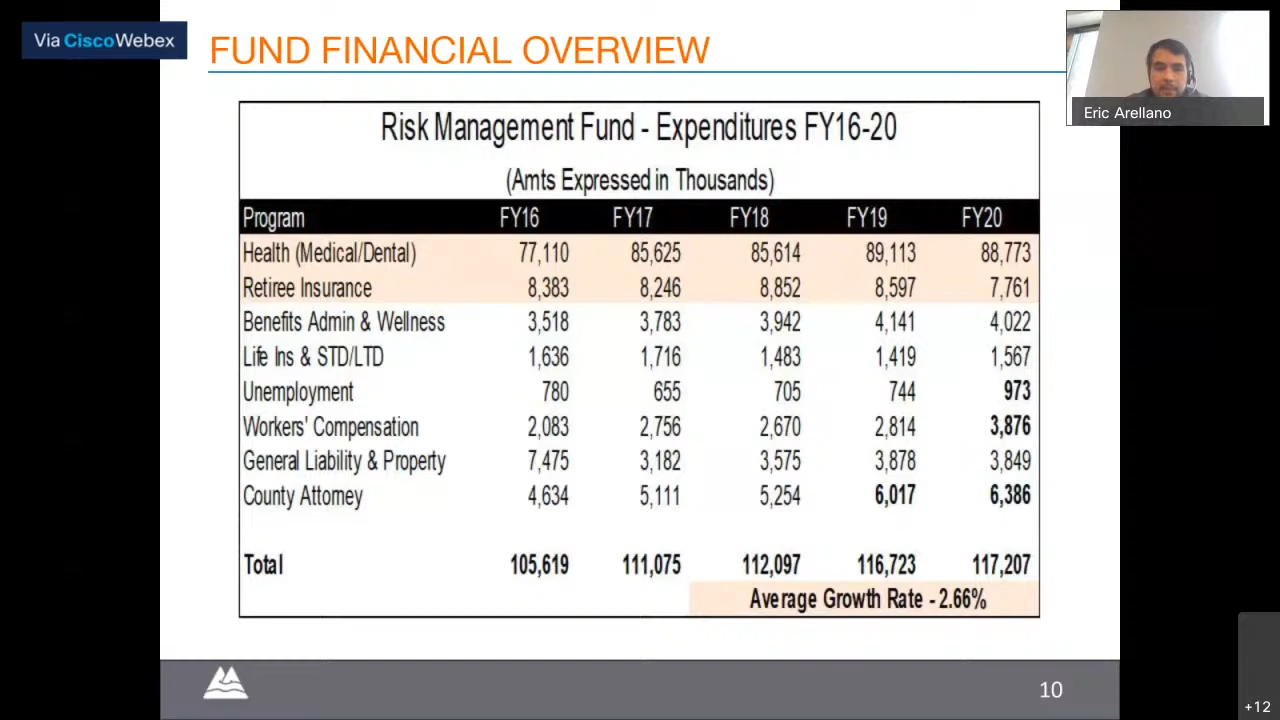 Via Cisco Webex
FUND FINANCIAL OVERVIEW
Eric Arellano
Risk Management Fund - Expenditures FY16-20
(Amts Expressed in Thousands)
Program FY16 FY17 FY18 FY19 FY20
Health (Medical/Dental) 77,110 85,625 85,614 89,113 88,773
Retiree Insurance 8,383 8,246 8,852 8,597 7,761
Benefits Admin & Wellness 3,518 3,783 3,942 4,141 4,022
Life Ins & STD/LTD 1,636 1,716 1,483 1,419 1,567
Unemployment 780 655 705 744 973
Workers' Compensation 2,083 2,756 2,670 2,814 3,876
General Liability & Property 7,475 3,182 3,575 3,878 3,849
County Attorney 4,634 5,111 5,254 6,017 6,386
Total 105,619 111,075 112,097 116,723 117,207
Average Growth Rate - 2.66%
10
+12